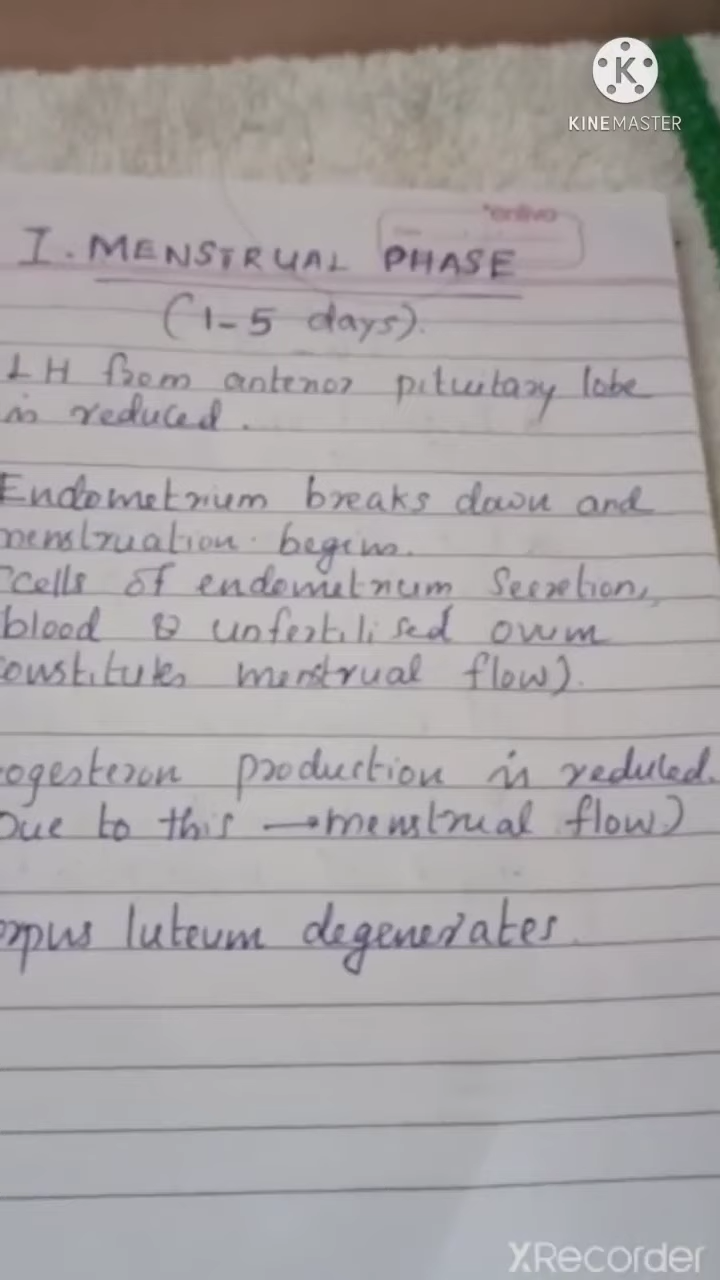 KINEMASTER
I. MENSTRUAL PHASE
(1-5 days).
LH from anterior pituitary lobe
is reduced.
Endometrium breaks down and
menstruation begins.
(cells of endometrium secretion,
blood & unfertilised ovum
constitutes menstrual flow).
ogesteron production is reduced.
Due to this → menstrual flow)
orpus luteum degenerates.
XRecorder